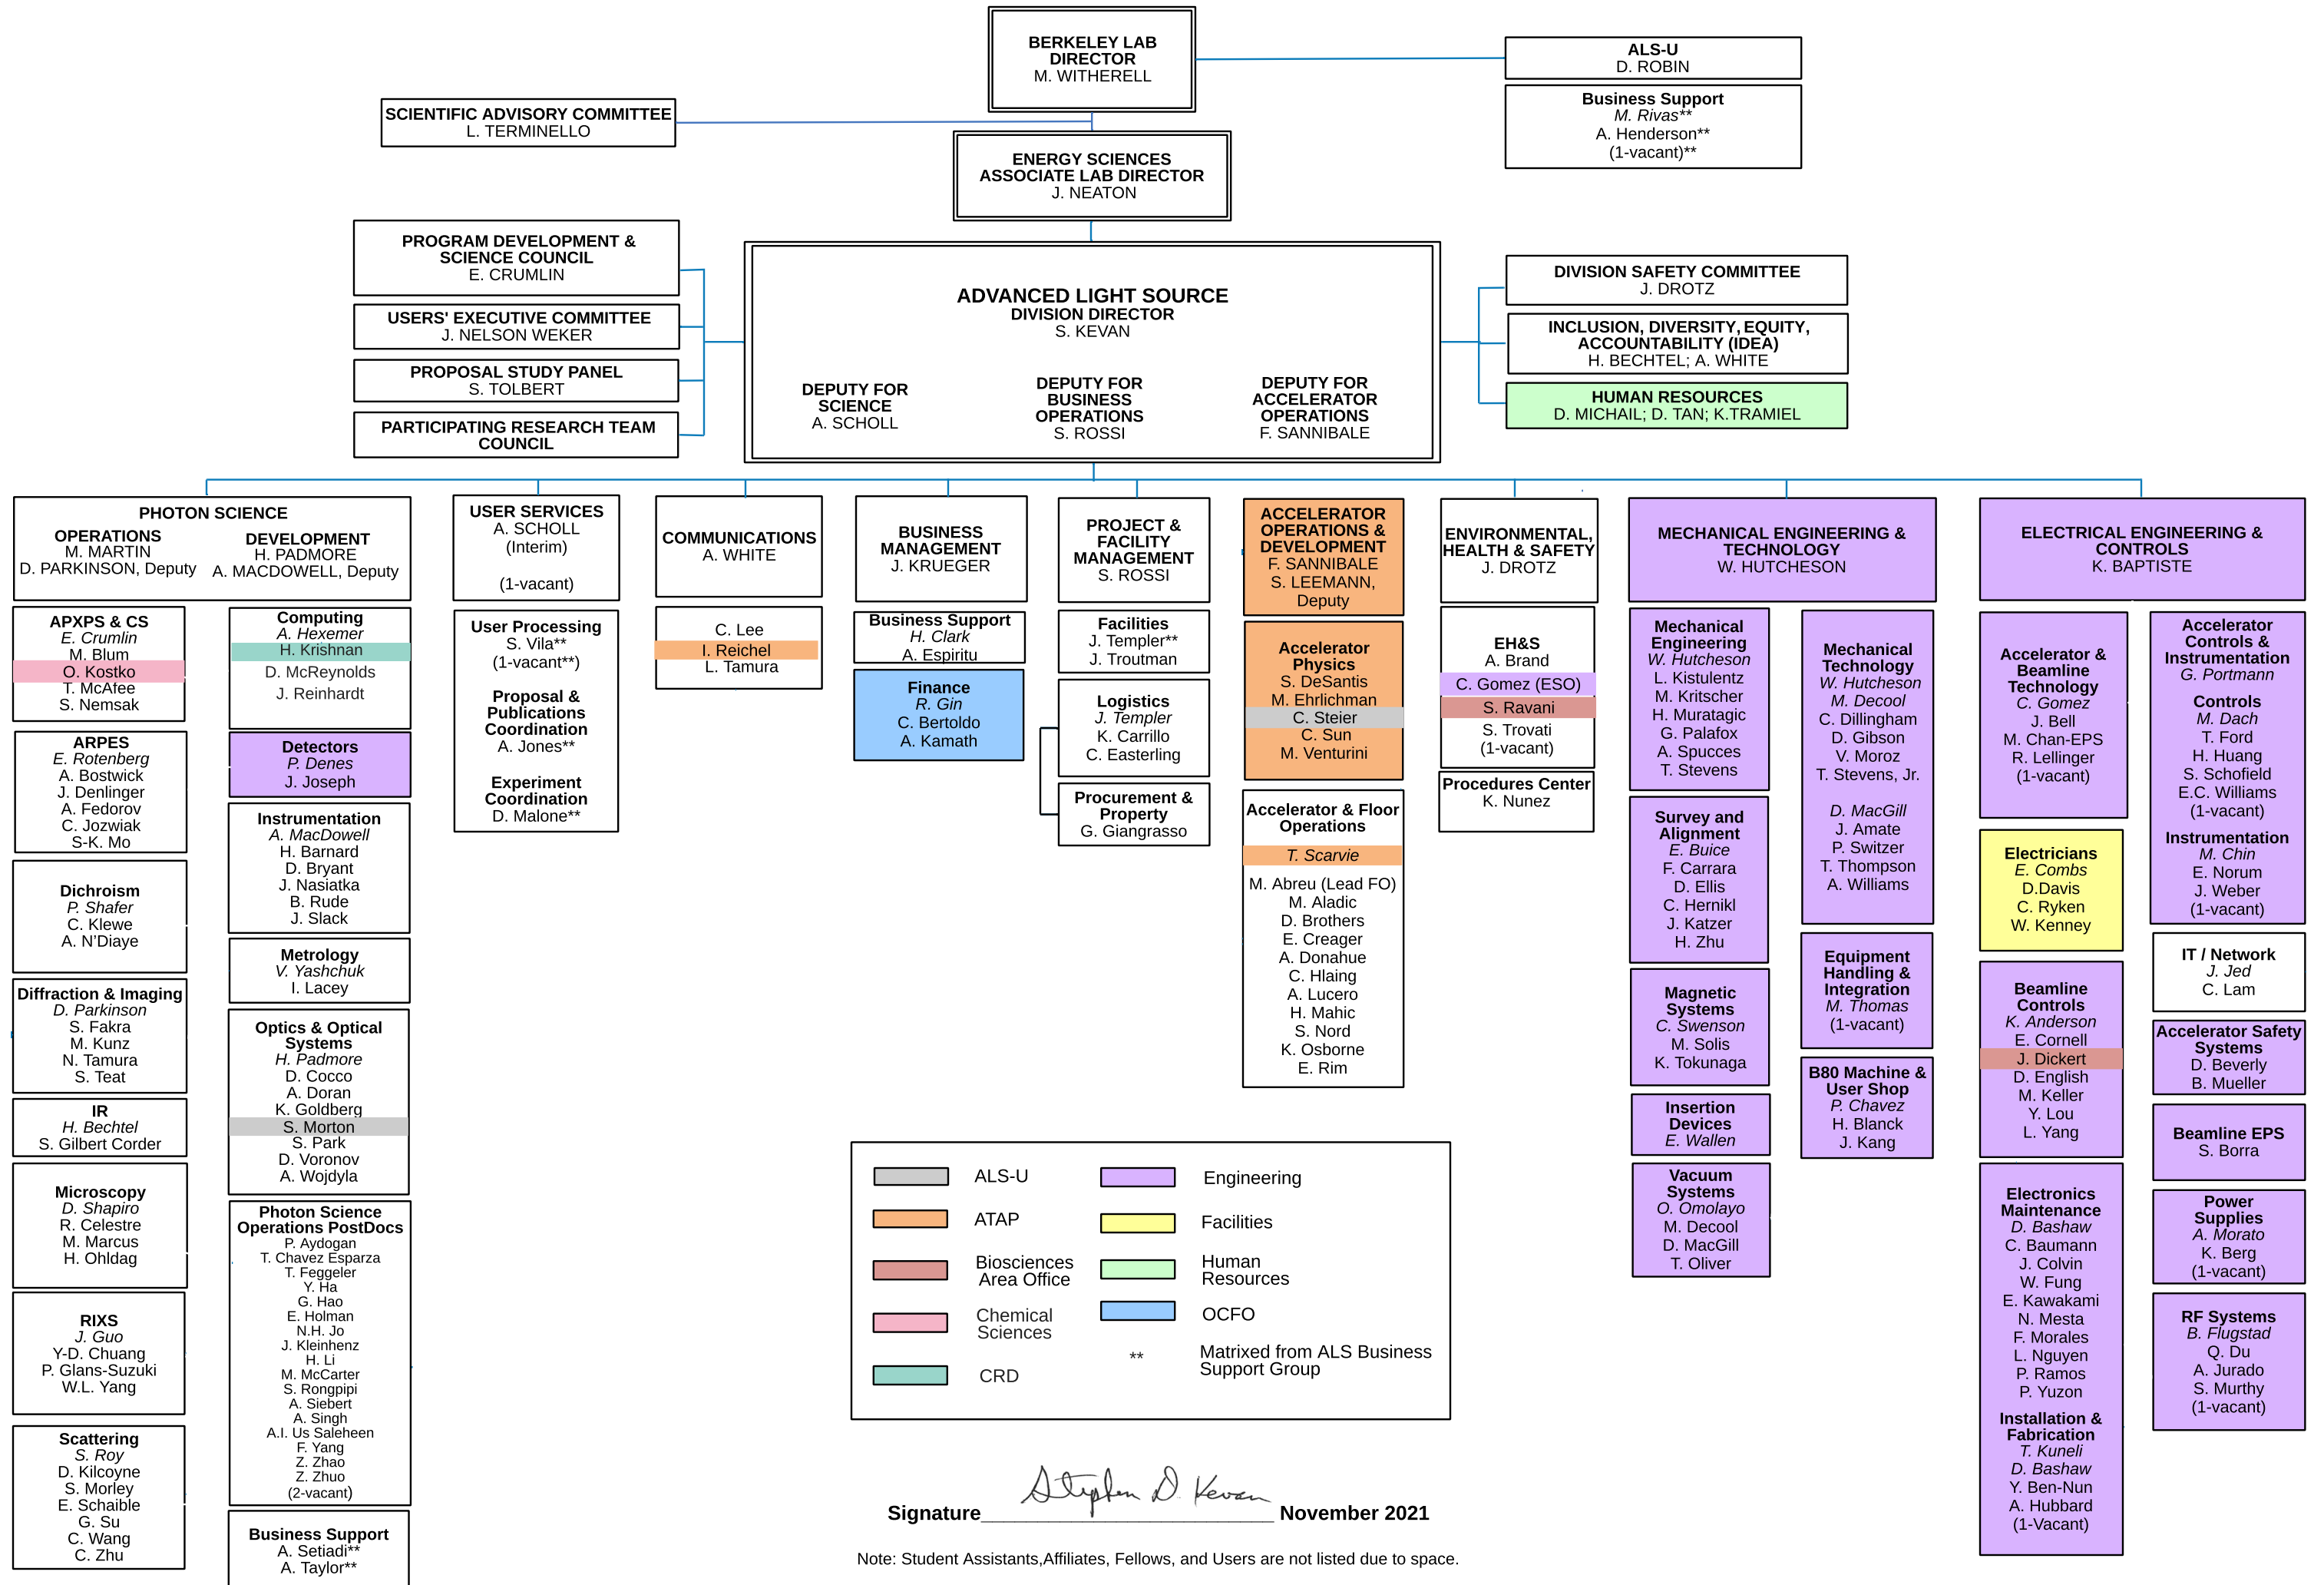 BERKELEY LAB
DIRECTOR
M. WITHERELL
ALS-U
D. ROBIN
Business Support
M. Rivas**
A. Henderson**
(1-vacant)**
SCIENTIFIC ADVISORY COMMITTEE
L. TERMINELLO
ENERGY SCIENCES
ASSOCIATE LAB DIRECTOR
J. NEATON
PROGRAM DEVELOPMENT &
SCIENCE COUNCIL
E. CRUMLIN
USERS' EXECUTIVE COMMITTEE
J. NELSON WEKER
PROPOSAL STUDY PANEL
S. TOLBERT
PARTICIPATING RESEARCH TEAM
COUNCIL
ADVANCED LIGHT SOURCE
DIVISION DIRECTOR
S. KEVAN
DEPUTY FOR
SCIENCE
A. SCHOLL
DEPUTY FOR
BUSINESS
OPERATIONS
S. ROSSI
DEPUTY FOR
ACCELERATOR
OPERATIONS
F. SANNIBALE
DIVISION SAFETY COMMITTEE
J. DROTZ
INCLUSION, DIVERSITY, EQUITY,
ACCOUNTABILITY (IDEA)
H. BECHTEL; A. WHITE
HUMAN RESOURCES
D. MICHAIL; D. TAN; K.TRAMIEL
PHOTON SCIENCE
OPERATIONS
M. MARTIN
D. PARKINSON, Deputy
DEVELOPMENT
H. PADMORE
A. MACDOWELL, Deputy
APXPS & CS
E. Crumlin
M. Blum
O. Kostko
T. McAfee
S. Nemsak
ARPES
E. Rotenberg
A. Bostwick
J. Denlinger
A. Fedorov
C. Jozwiak
S-K. Mo
Dichroism
P. Shafer
C. Klewe
A. N’Diaye
Diffraction & Imaging
D. Parkinson
S. Fakra
M. Kunz
N. Tamura
S. Teat
IR
H. Bechtel
S. Gilbert Corder
Microscopy
D. Shapiro
R. Celestre
M. Marcus
H. Ohldag
RIXS
J. Guo
Y-D. Chuang
P. Glans-Suzuki
W.L. Yang
Scattering
S. Roy
D. Kilcoyne
S. Morley
E. Schaible
G. Su
C. Wang
C. Zhu
Computing
A. Hexemer
H. Krishnan
D. McReynolds
J. Reinhardt
Detectors
P. Denes
J. Joseph
Instrumentation
A. MacDowell
H. Barnard
D. Bryant
J. Nasiatka
B. Rude
J. Slack
Metrology
V. Yashchuk
I. Lacey
Optics & Optical
Systems
H. Padmore
D. Cocco
A. Doran
K. Goldberg
S. Morton
S. Park
D. Voronov
A. Wojdyla
Photon Science
Operations PostDocs
P. Aydogan
T. Chavez Esparza
T. Feggeler
Y. Ha
G. Hao
E. Holman
N.H. Jo
J. Kleinhenz
H. Li
M. McCarter
S. Rongpipi
A. Siebert
A. Singh
A.I. Us Saleheen
F. Yang
Z. Zhao
Z. Zhuo
(2-vacant)
Business Support
A. Setiadi**
A. Taylor**
USER SERVICES
A. SCHOLL
(Interim)
(1-vacant)
User Processing
S. Vila**
(1-vacant**)
Proposal &
Publications
Coordination
A. Jones**
Experiment
Coordination
D. Malone**
COMMUNICATIONS
A. WHITE
C. Lee
I. Reichel
L. Tamura
BUSINESS
MANAGEMENT
J. KRUEGER
Business Support
H. Clark
A. Espiritu
Finance
R. Gin
C. Bertoldo
A. Kamath
PROJECT &
FACILITY
MANAGEMENT
S. ROSSI
Facilities
J. Templer**
J. Troutman
Logistics
J. Templer
K. Carrillo
C. Easterling
Procurement &
Property
G. Giangrasso
ACCELERATOR
OPERATIONS &
DEVELOPMENT
F. SANNIBALE
S. LEEMANN,
Deputy
Accelerator
Physics
S. DeSantis
M. Ehrlichman
C. Steier
C. Sun
M. Venturini
Accelerator & Floor
Operations
T. Scarvie
M. Abreu (Lead FO)
M. Aladic
D. Brothers
E. Creager
A. Donahue
C. Hlaing
A. Lucero
H. Mahic
S. Nord
K. Osborne
E. Rim
ENVIRONMENTAL,
HEALTH & SAFETY
J. DROTZ
EH&S
A. Brand
C. Gomez (ESO)
S. Ravani
S. Trovati
(1-vacant)
Procedures Center
K. Nunez
MECHANICAL ENGINEERING &
TECHNOLOGY
W. HUTCHESON
Mechanical
Engineering
W. Hutcheson
L. Kistulentz
M. Kritscher
H. Muratagic
G. Palafox
A. Spucces
T. Stevens
Survey and
Alignment
E. Buice
F. Carrara
D. Ellis
C. Hernikl
J. Katzer
H. Zhu
Magnetic
Systems
C. Swenson
M. Solis
K. Tokunaga
Insertion
Devices
E. Wallen
Vacuum
Systems
O. Omolayo
M. Decool
D. MacGill
T. Oliver
Mechanical
Technology
W. Hutcheson
M. Decool
C. Dillingham
D. Gibson
V. Moroz
T. Stevens, Jr.
D. MacGill
J. Amate
P. Switzer
T. Thompson
A. Williams
Equipment
Handling &
Integration
M. Thomas
(1-vacant)
B80 Machine &
User Shop
P. Chavez
H. Blanck
J. Kang
ELECTRICAL ENGINEERING &
CONTROLS
K. BAPTISTE
Accelerator &
Beamline
Technology
C. Gomez
J. Bell
M. Chan-EPS
R. Lellinger
(1-vacant)
Electricians
E. Combs
D.Davis
C. Ryken
W. Kenney
Beamline
Controls
K. Anderson
E. Cornell
J. Dickert
D. English
M. Keller
Y. Lou
L. Yang
Electronics
Maintenance
D. Bashaw
C. Baumann
J. Colvin
W. Fung
E. Kawakami
N. Mesta
F. Morales
L. Nguyen
P. Ramos
P. Yuzon
Installation &
Fabrication
T. Kuneli
D. Bashaw
Y. Ben-Nun
A. Hubbard
(1-Vacant)
Accelerator
Controls &
Instrumentation
G. Portmann
Controls
M. Dach
T. Ford
H. Huang
S. Schofield
E.C. Williams
(1-vacant)
Instrumentation
M. Chin
E. Norum
J. Weber
(1-vacant)
IT / Network
J. Jed
C. Lam
Accelerator Safety
Systems
D. Beverly
B. Mueller
Beamline EPS
S. Borra
Power
Supplies
A. Morato
K. Berg
(1-vacant)
RF Systems
B. Flugstad
Q. Du
A. Jurado
S. Murthy
(1-vacant)
ALS-U
ATAP
Biosciences
Area Office
Chemical
Sciences
CRD
Engineering
Facilities
Human
Resources
OCFO
** Matrixed from ALS Business
Support Group
Stephen D. Kevan
Signature__________________________ November 2021
Note: Student Assistants,Affiliates, Fellows, and Users are not listed due to space.